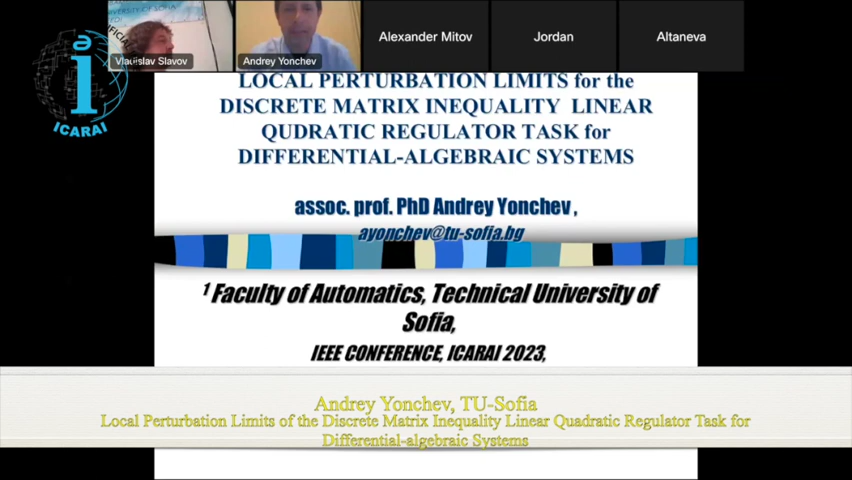 UNIVERSITE OF SOFIA
Vladislav Slavov
Andrey Yonchev
Alexander Mitov
Jordan
Altaneva
ICARAI
LOCAL PERTURBATION LIMITS for the
DISCRETE MATRIX INEQUALITY LINEAR
QUDRATIC REGULATOR TASK for
DIFFERENTIAL-ALGEBRAIC SYSTEMS
assoc. prof. PhD Andrey Yonchev ,
ayonchev@tu-sofia.bg
1 Faculty of Automatics, Technical University of
Sofia,
IEEE CONFERENCE, ICARAI 2023,
Andrey Yonchev, TU-Sofia
Local Perturbation Limits of the Discrete Matrix Inequality Linear Quadratic Regulator Task for
Differential-algebraic Systems